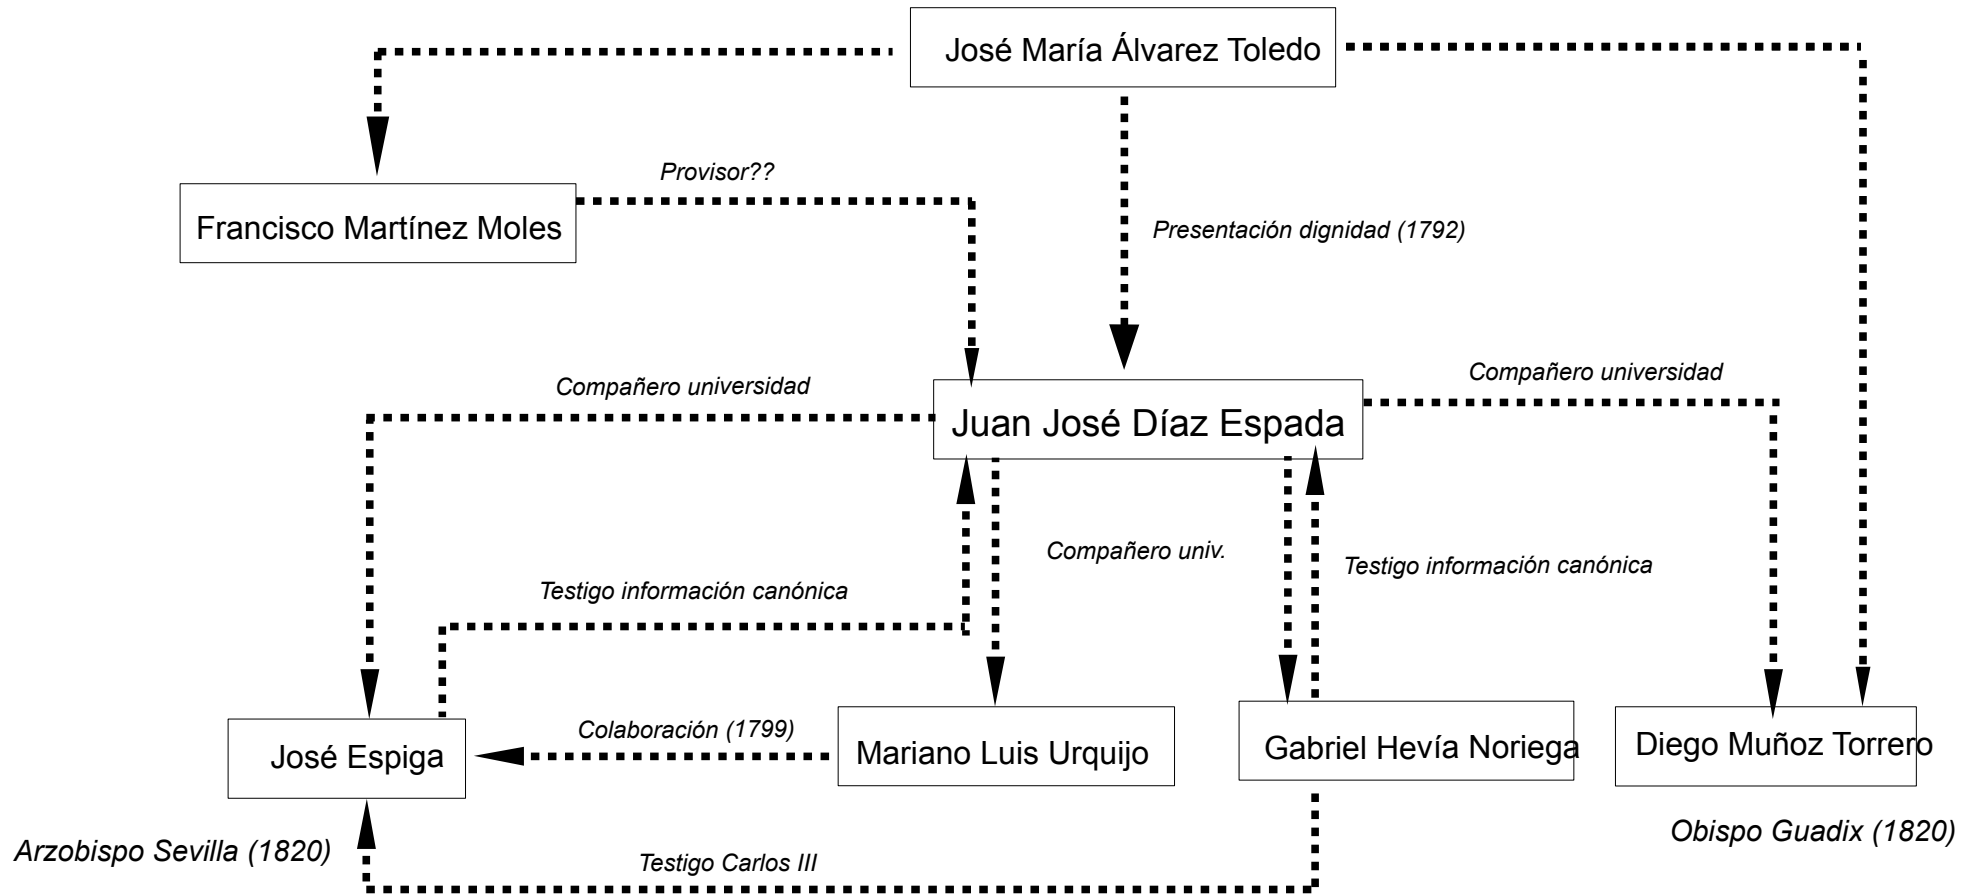 José María Álvarez Toledo
Provisor??
Francisco Martínez Moles
Presentación dignidad (1792)
Compañero universidad
Compañero universidad
Juan José Díaz Espada
Compañero univ.
Testigo información canónica
Testigo información canónica
Colaboración (1799)
José Espiga
Mariano Luis Urquijo
Gabriel Hevía Noriega
Diego Muñoz Torrero
Arzobispo Sevilla (1820)
Obispo Guadix (1820)
Testigo Carlos III